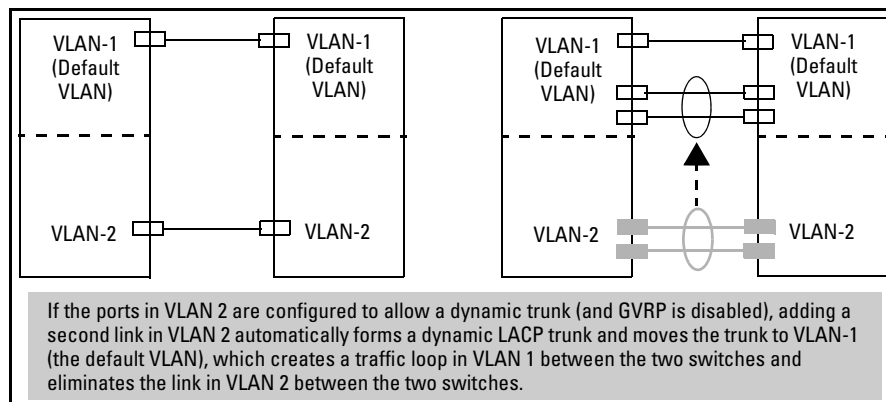 VLAN-1
(Default
VLAN)
VLAN-1
(Default
VLAN)
VLAN-2
VLAN-2
VLAN-1
(Default
VLAN)
VLAN-1
(Default
VLAN)
VLAN-2
VLAN-2
If the ports in VLAN 2 are configured to allow a dynamic trunk (and GVRP is disabled), adding a
second link in VLAN 2 automatically forms a dynamic LACP trunk and moves the trunk to VLAN-1
(the default VLAN), which creates a traffic loop in VLAN 1 between the two switches and
eliminates the link in VLAN 2 between the two switches.